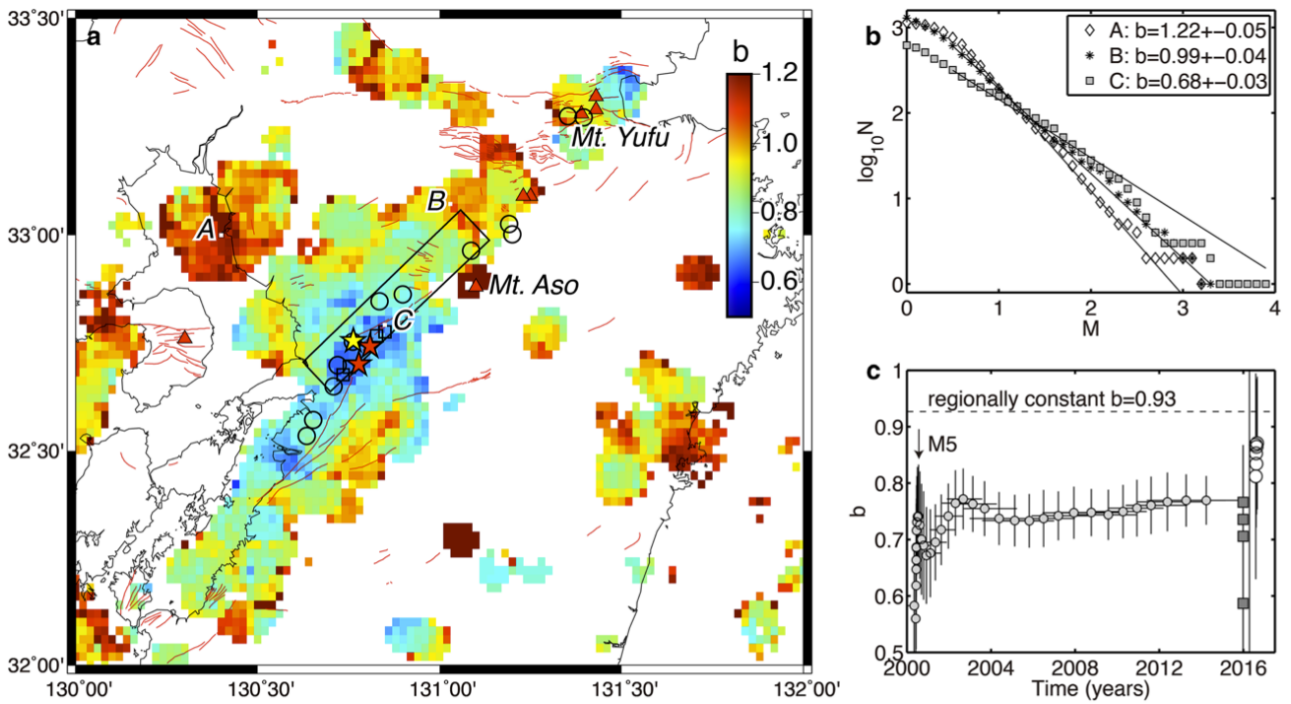 a
33°30'
33°00'
32°30'
32°00'
130°00'
130°30'
131°00'
131°30'
132°00'
b
1.2
1.0
0.8
0.6
Mt. Yufu
B
A
Mt. Aso
C
b
A: b=1.22+−0.05
B: b=0.99+−0.04
C: b=0.68+−0.03
log10N
3
2
1
0
0
1
2
3
4
M
c
regionally constant b=0.93
M5
b
1
0.9
0.8
0.7
0.6
0.5
2000
2004
2008
2012
2016
Time (years)